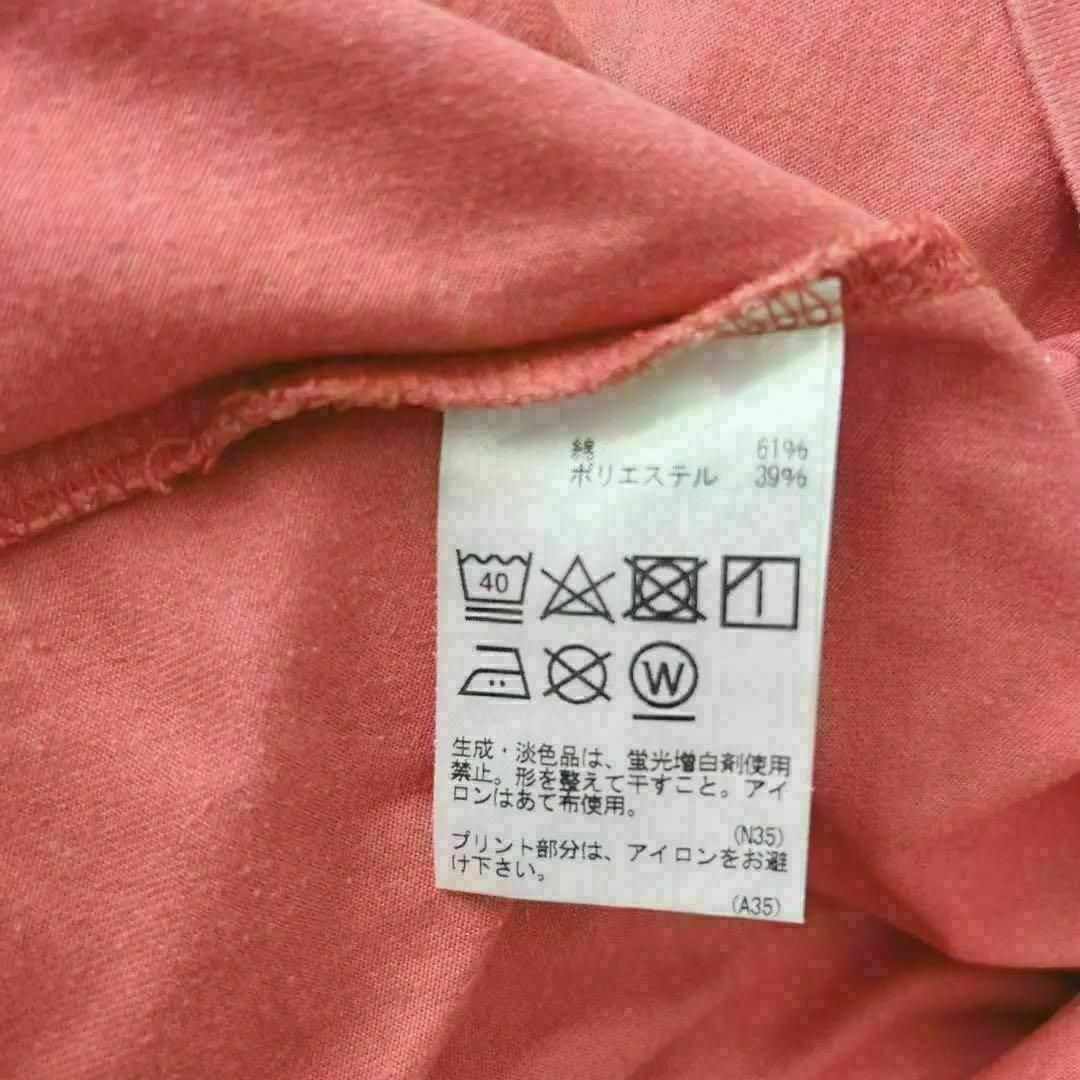 綿 61%
ポリエステル 39%
40
W
生成・淡色品は、蛍光増白剤使用
禁止。形を整えて干すこと。アイ
ロンはあて布使用。
(N35)
プリント部分は、アイロンをお避
け下さい。
(A35)